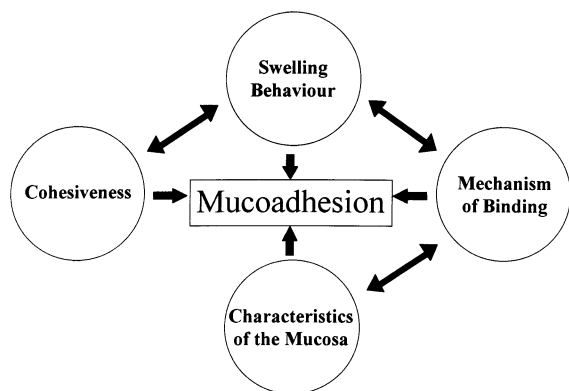 Swelling
Behaviour
Cohesiveness
Mucoadhesion
Mechanism
of Binding
Characteristics
of the Mucosa